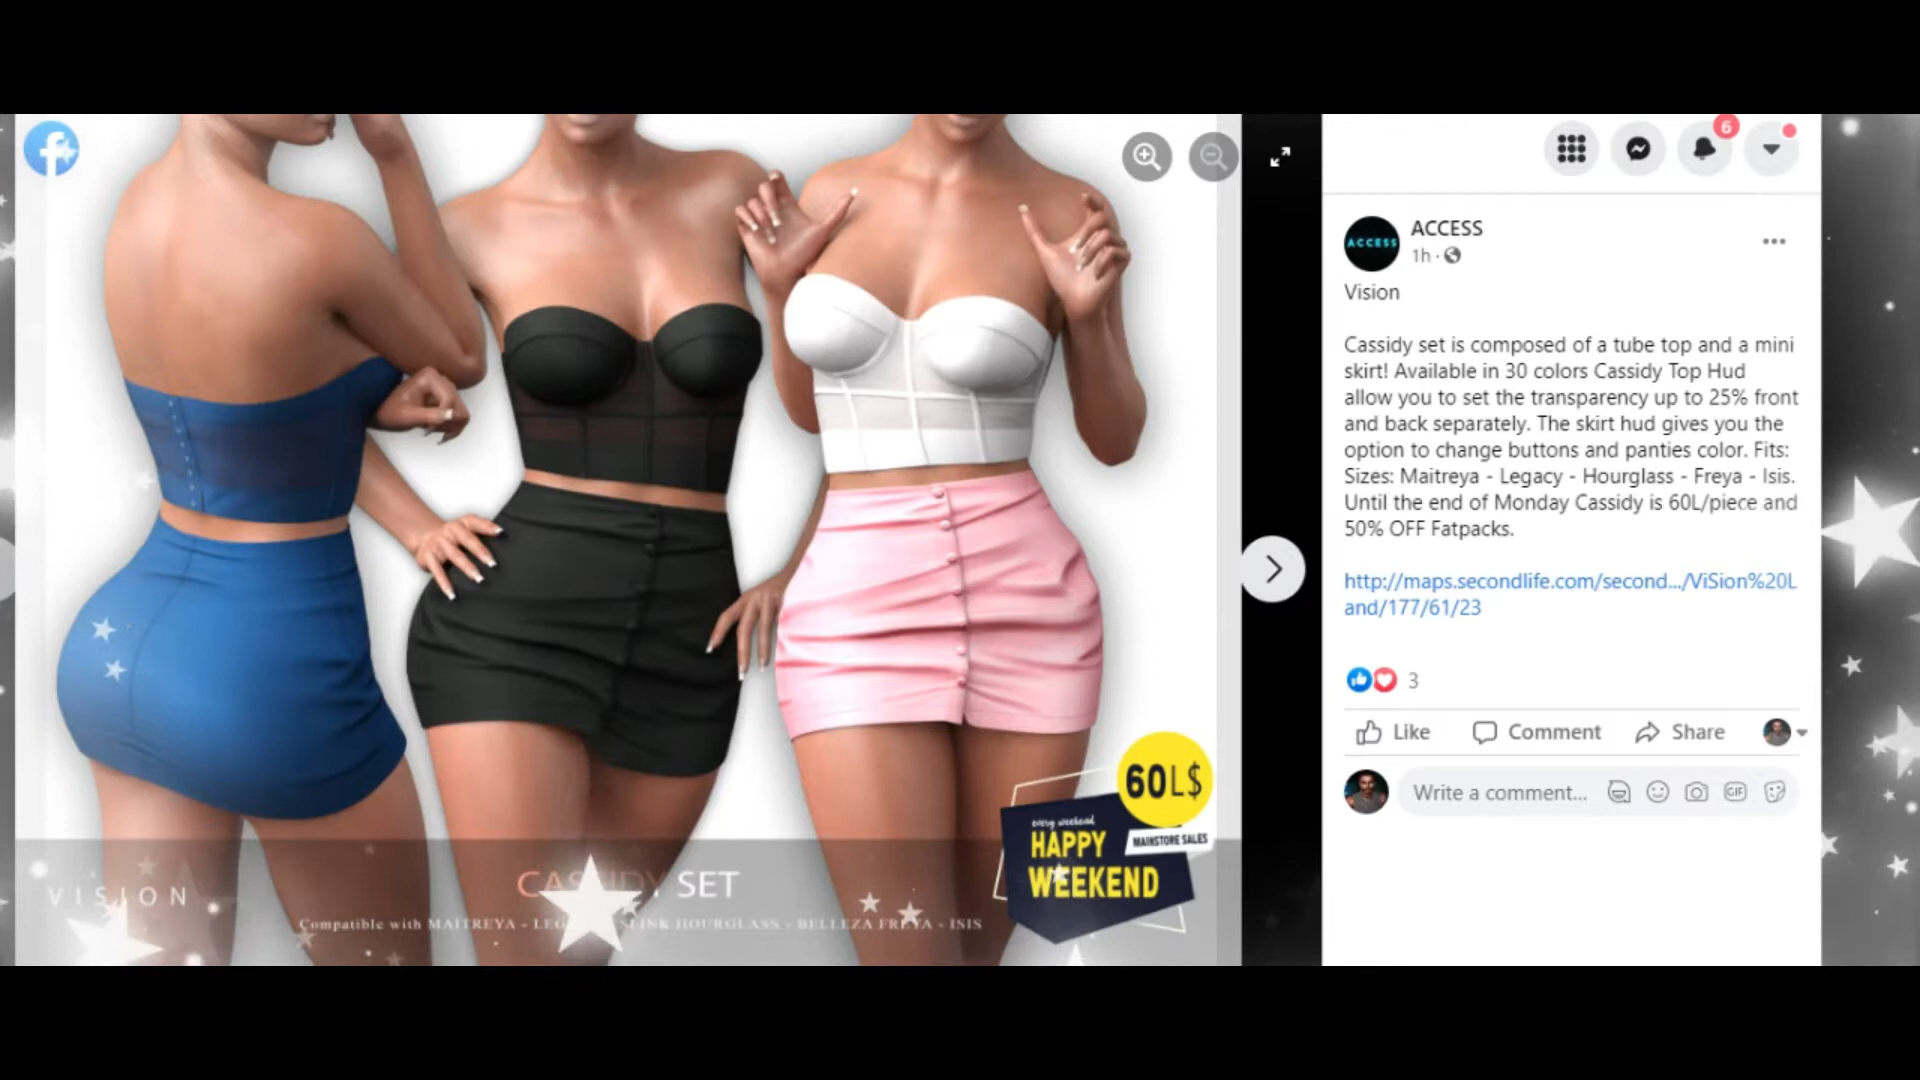 6
ACCESS
ACCESS
1h
Vision
Cassidy set is composed of a tube top and a mini
skirt! Available in 30 colors Cassidy Top Hud
allow you to set the transparency up to 25% front
and back separately. The skirt hud gives you the
option to change buttons and panties color. Fits:
Sizes: Maitreya - Legacy - Hourglass - Freya - Isis.
Until the end of Monday Cassidy is 60L/piece and
50% OFF Fatpacks.
http://maps.secondlife.com/second.../ViSion%20L
and/177/61/23
3
Like Comment Share
Write a comment...
GIF
60L$
every weekend
HAPPY
WEEKEND
MAINSTORE SALES
VISION
CASSIDY SET
Compatible with MAITREYA - HOURGLASS - BELLEZA FREYA - ISIS